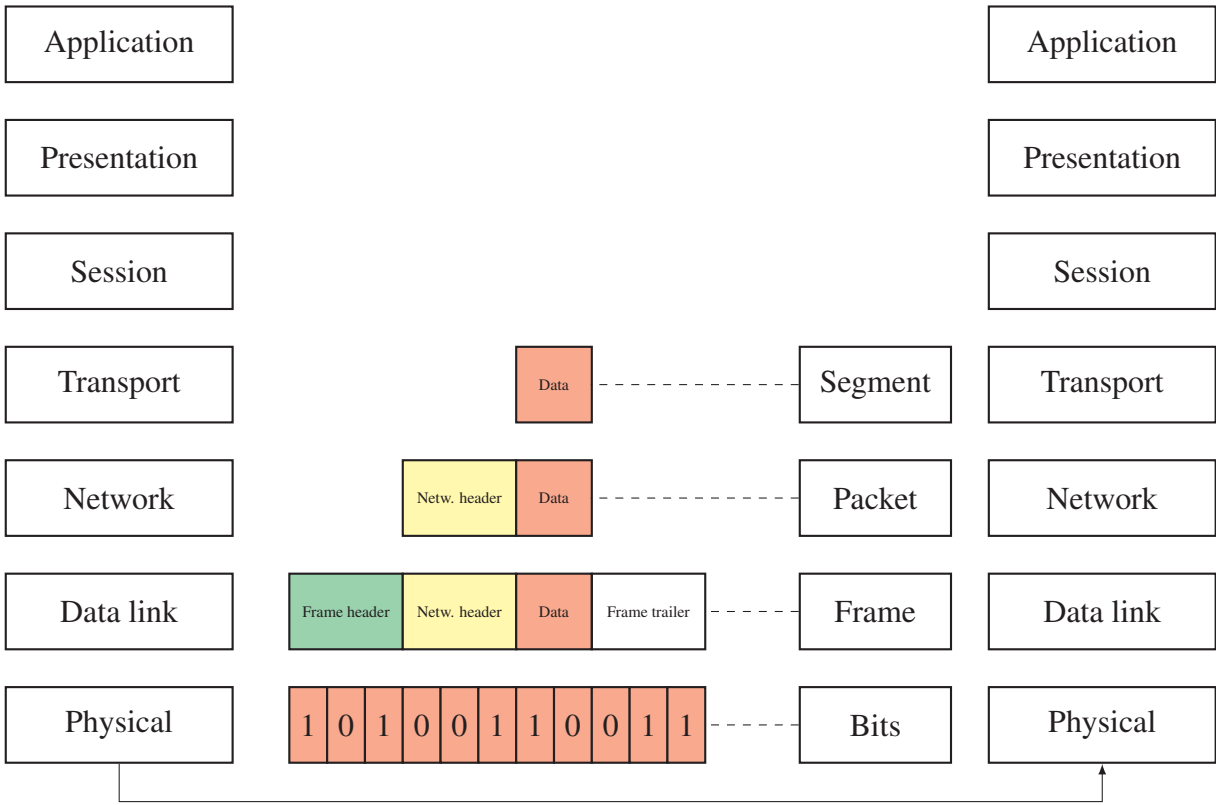 Application
Application
Presentation
Presentation
Session
Session
Transport
Data
Segment
Transport
Network
Netw. header
Data
Packet
Network
Data link
Frame header
Netw. header
Data
Frame trailer
Frame
Data link
Physical
1 0 1 0 0 1 1 0 0 1 1
Bits
Physical